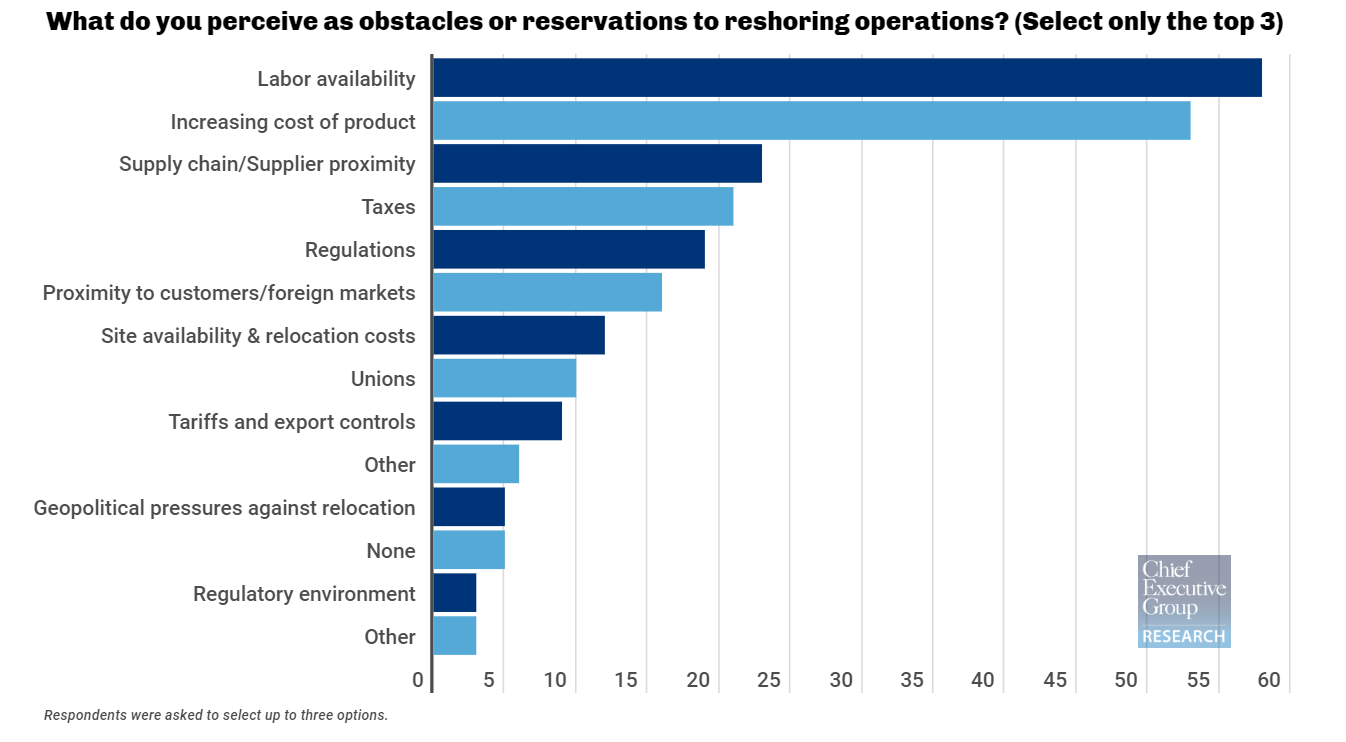 What do you perceive as obstacles or reservations to reshoring operations? (Select only the top 3)
Labor availability
Increasing cost of product
Supply chain/Supplier proximity
Taxes
Regulations
Proximity to customers/foreign markets
Site availability & relocation costs
Unions
Tariffs and export controls
Other
Geopolitical pressures against relocation
None
Regulatory environment
Other
Chief
Executive
Group
RESEARCH
0 5 10 15 20 25 30 35 40 45 50 55 60
Respondents were asked to select up to three options.